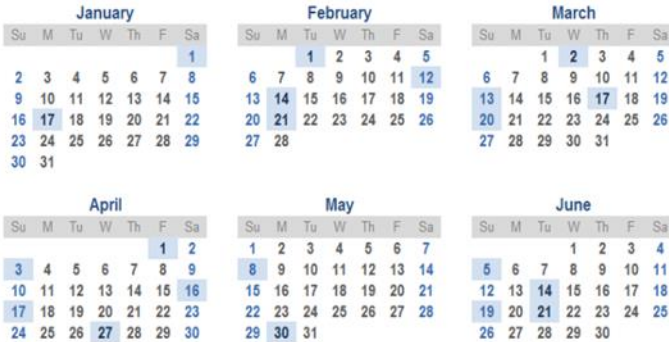 January
Su M Tu W Th F Sa
1
2 3 4 5 6 7 8
9 10 11 12 13 14 15
16 17 18 19 20 21 22
23 24 25 26 27 28 29
30 31
February
Su M Tu W Th F Sa
1 2 3 4 5
6 7 8 9 10 11 12
13 14 15 16 17 18 19
20 21 22 23 24 25 26
27 28
March
Su M Tu W Th F Sa
1 2 3 4 5
6 7 8 9 10 11 12
13 14 15 16 17 18 19
20 21 22 23 24 25 26
27 28 29 30 31
April
Su M Tu W Th F Sa
1 2
3 4 5 6 7 8 9
10 11 12 13 14 15 16
17 18 19 20 21 22 23
24 25 26 27 28 29 30
May
Su M Tu W Th F Sa
1 2 3 4 5 6 7
8 9 10 11 12 13 14
15 16 17 18 19 20 21
22 23 24 25 26 27 28
29 30 31
June
Su M Tu W Th F Sa
1 2 3 4
5 6 7 8 9 10 11
12 13 14 15 16 17 18
19 20 21 22 23 24 25
26 27 28 29 30